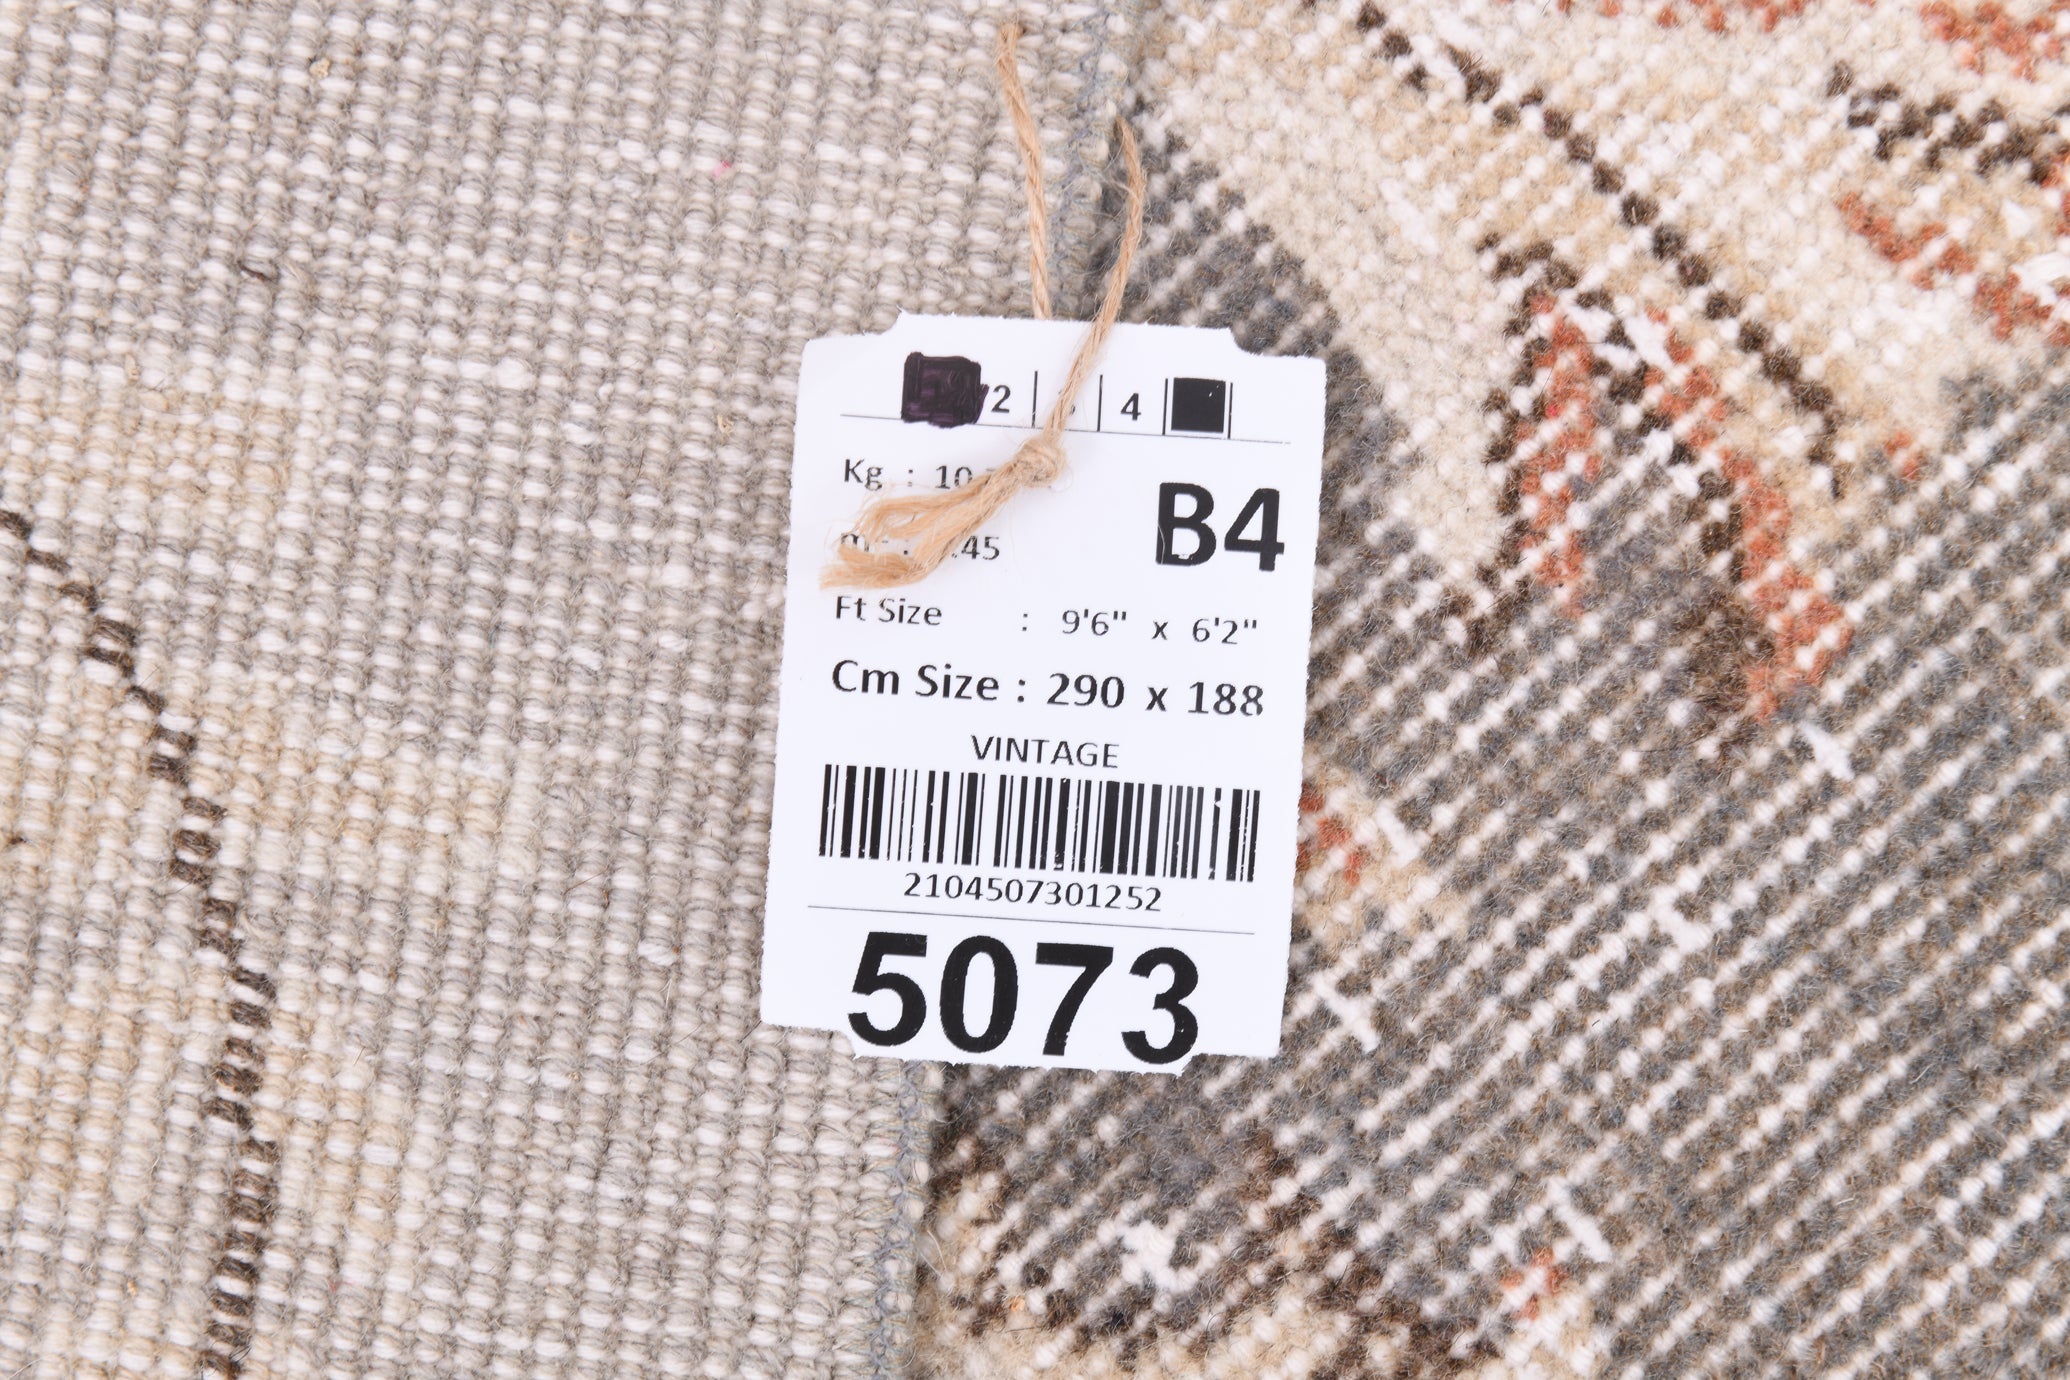 2 4
Kg :
B4
Ft Size : 9'6" x 6'2"
Cm Size : 290 x 188
VINTAGE
2104507301252
5073